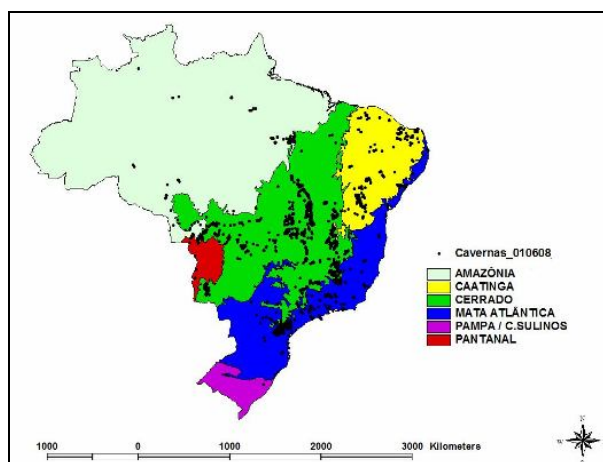 Cavernas_010608
AMAZÔNIA
CAATINGA
CERRADO
MATA ATLÂNTICA
PAMPA / C.SULINOS
PANTANAL
1000 0 1000 2000 3000 Kilometers
N
W E
S